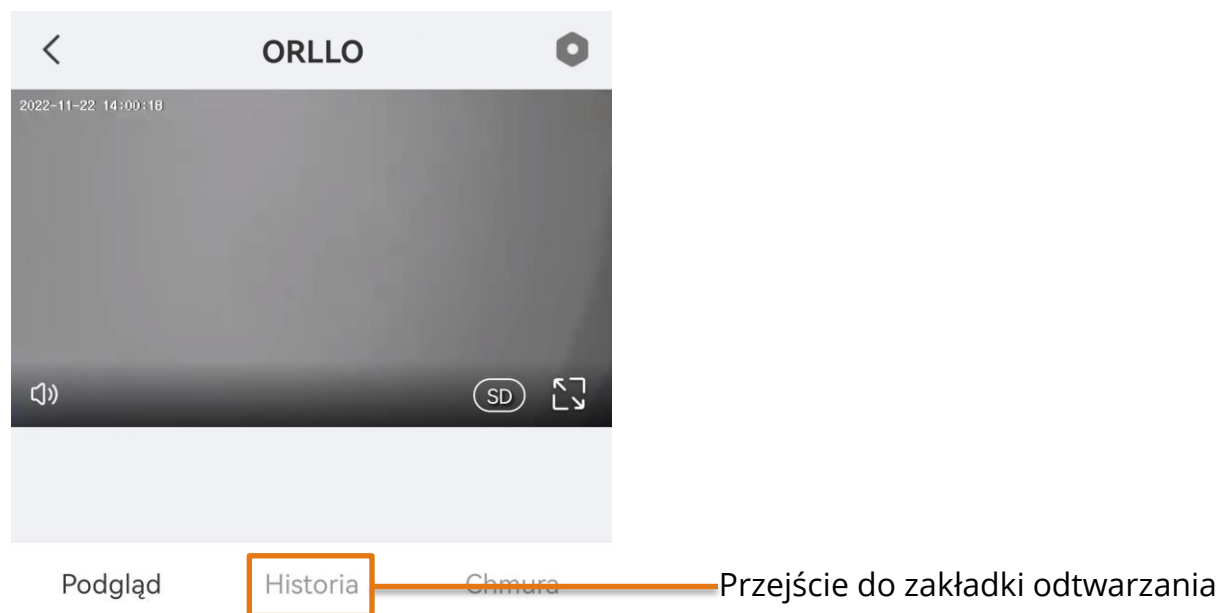 ORLLO
2022-11-22 14:00:18
SD
Podgląd Historia Chmura Przejście do zakładki odtwarzania